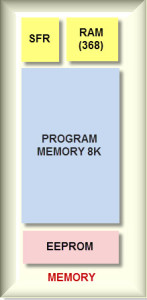 SFR
RAM
(368)
PROGRAM
MEMORY 8K
EEPROM
MEMORY